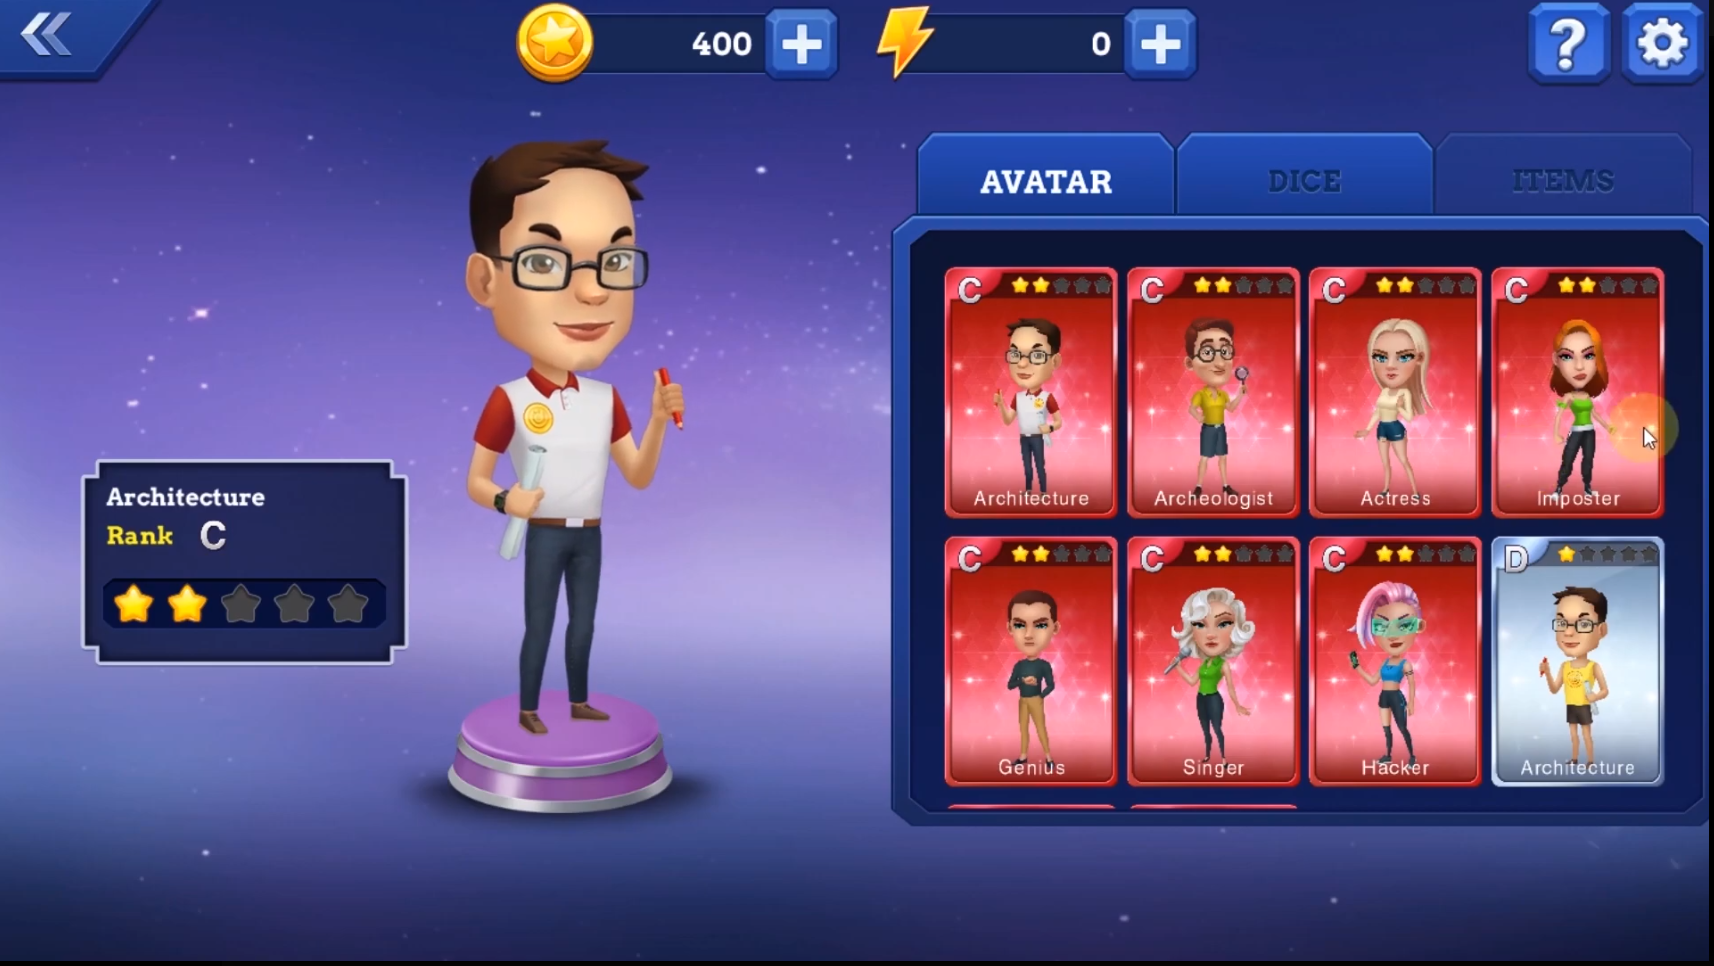 400
0
?
AVATAR
DICE
ITEMS
C
C
C
C
Architecture
Archeologist
Actress
Imposter
Architecture
Rank C
C
C
C
D
Genius
Singer
Hacker
Architecture